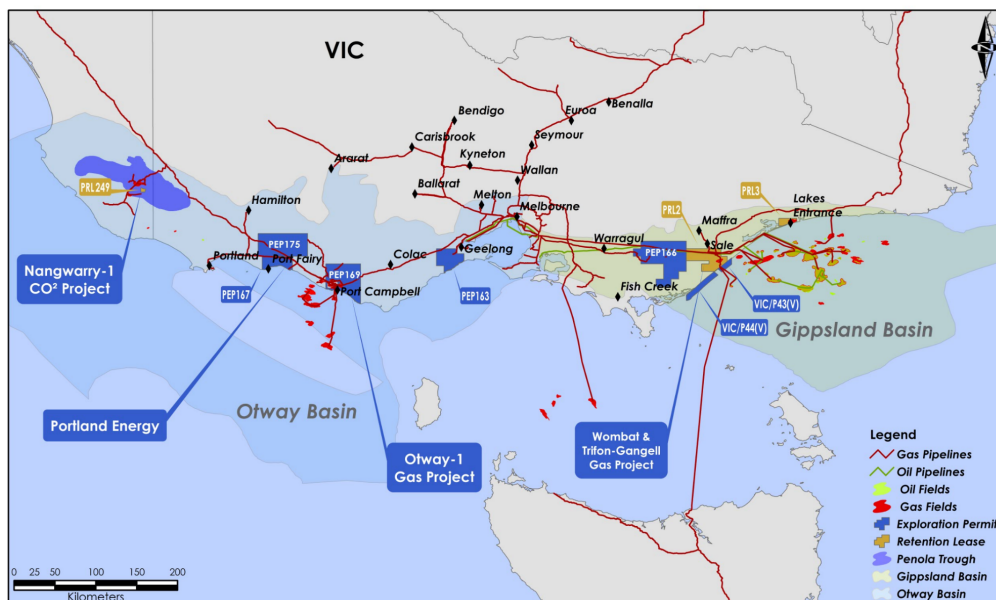 VIC
N
Benalla
Euroa
Bendigo
Seymour
Carisbrook
Kyneton
Wallan
Ararat
Ballarat
Melton
Melbourne
PRL249
Hamilton
PRL3
Lakes
Entrance
PRL2
Maffra
Sale
Warragul
PEP166
PEP175
Portland
Port Fairy
Colac
Geelong
PEP169
PEP167
Port Campbell
PEP163
Fish Creek
VIC/P43(V)
VIC/P44(V)
Gippsland Basin
Nangwarry-1
CO² Project
Otway Basin
Portland Energy
Otway-1
Gas Project
Wombat &
Trifon-Gangell
Gas Project
Legend
Gas Pipelines
Oil Pipelines
Oil Fields
Gas Fields
Exploration Permit
Retention Lease
Penola Trough
Gippsland Basin
Otway Basin
0 25 50 100 150 200
Kilometers